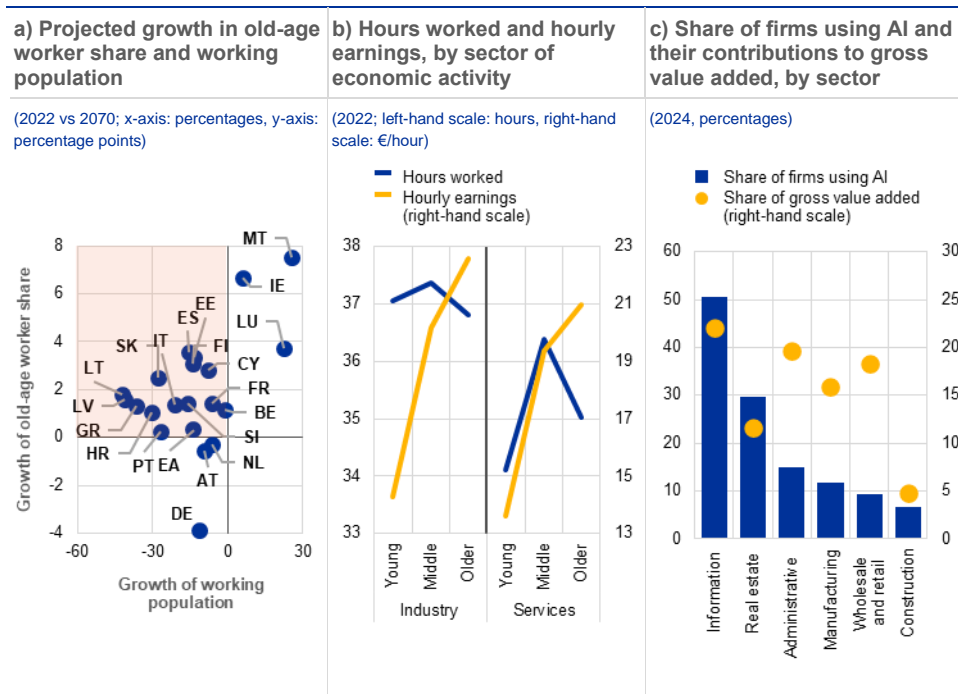 a) Projected growth in old-age
worker share and working
population
(2022 vs 2070; x-axis: percentages, y-axis:
percentage points)
8
6
4
2
0
-2
-4
-60
-30
0
30
Growth of old-age worker share
Growth of working
population
MT
IE
EE
ES
LU
SK
IT
FI
CY
LT
FR
LV
BE
GR
SI
HR
PT
EA
NL
AT
DE
b) Hours worked and hourly
earnings, by sector of
economic activity
(2022; left-hand scale: hours, right-hand
scale: €/hour)
Hours worked
Hourly earnings
(right-hand scale)
38
37
36
35
34
33
23
21
19
17
15
13
Young
Middle
Older
Young
Middle
Older
Industry
Services
c) Share of firms using AI and
their contributions to gross
value added, by sector
(2024, percentages)
Share of firms using AI
Share of gross value added
(right-hand scale)
60
50
40
30
20
10
0
30
25
20
15
10
5
0
Information
Real estate
Administrative
Manufacturing
Wholesale
and retail
Construction